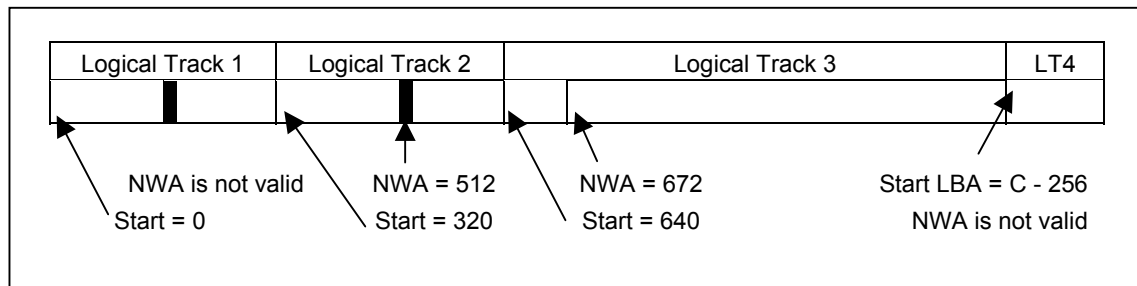 Logical Track 1 Logical Track 2 Logical Track 3 LT4
NWA is not valid NWA = 512 NWA = 672 Start LBA = C - 256
Start = 0 Start = 320 Start = 640 NWA is not valid